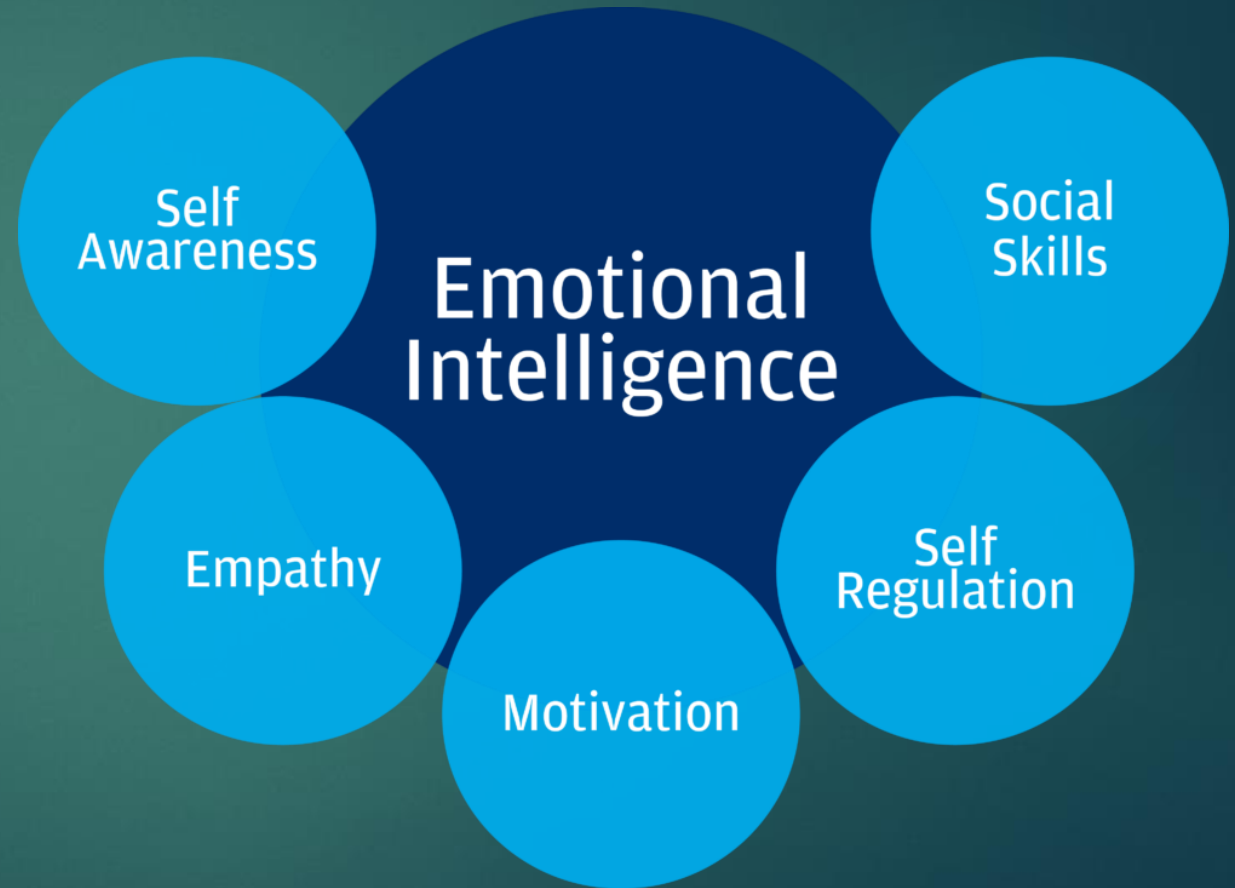 Self
Awareness
Emotional
Intelligence
Social
Skills
Empathy
Self
Regulation
Motivation